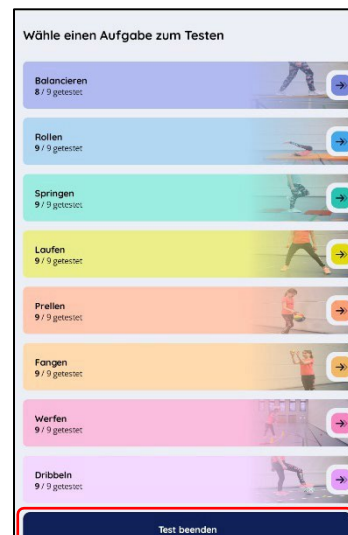 Wähle einen Aufgabe zum Testen
Balancieren
8 / 9 getestet
Rollen
9 / 9 getestet
Springen
9 / 9 getestet
Laufen
9 / 9 getestet
Prellen
9 / 9 getestet
Fangen
9 / 9 getestet
Werfen
9 / 9 getestet
Dribbeln
9 / 9 getestet
Test beenden